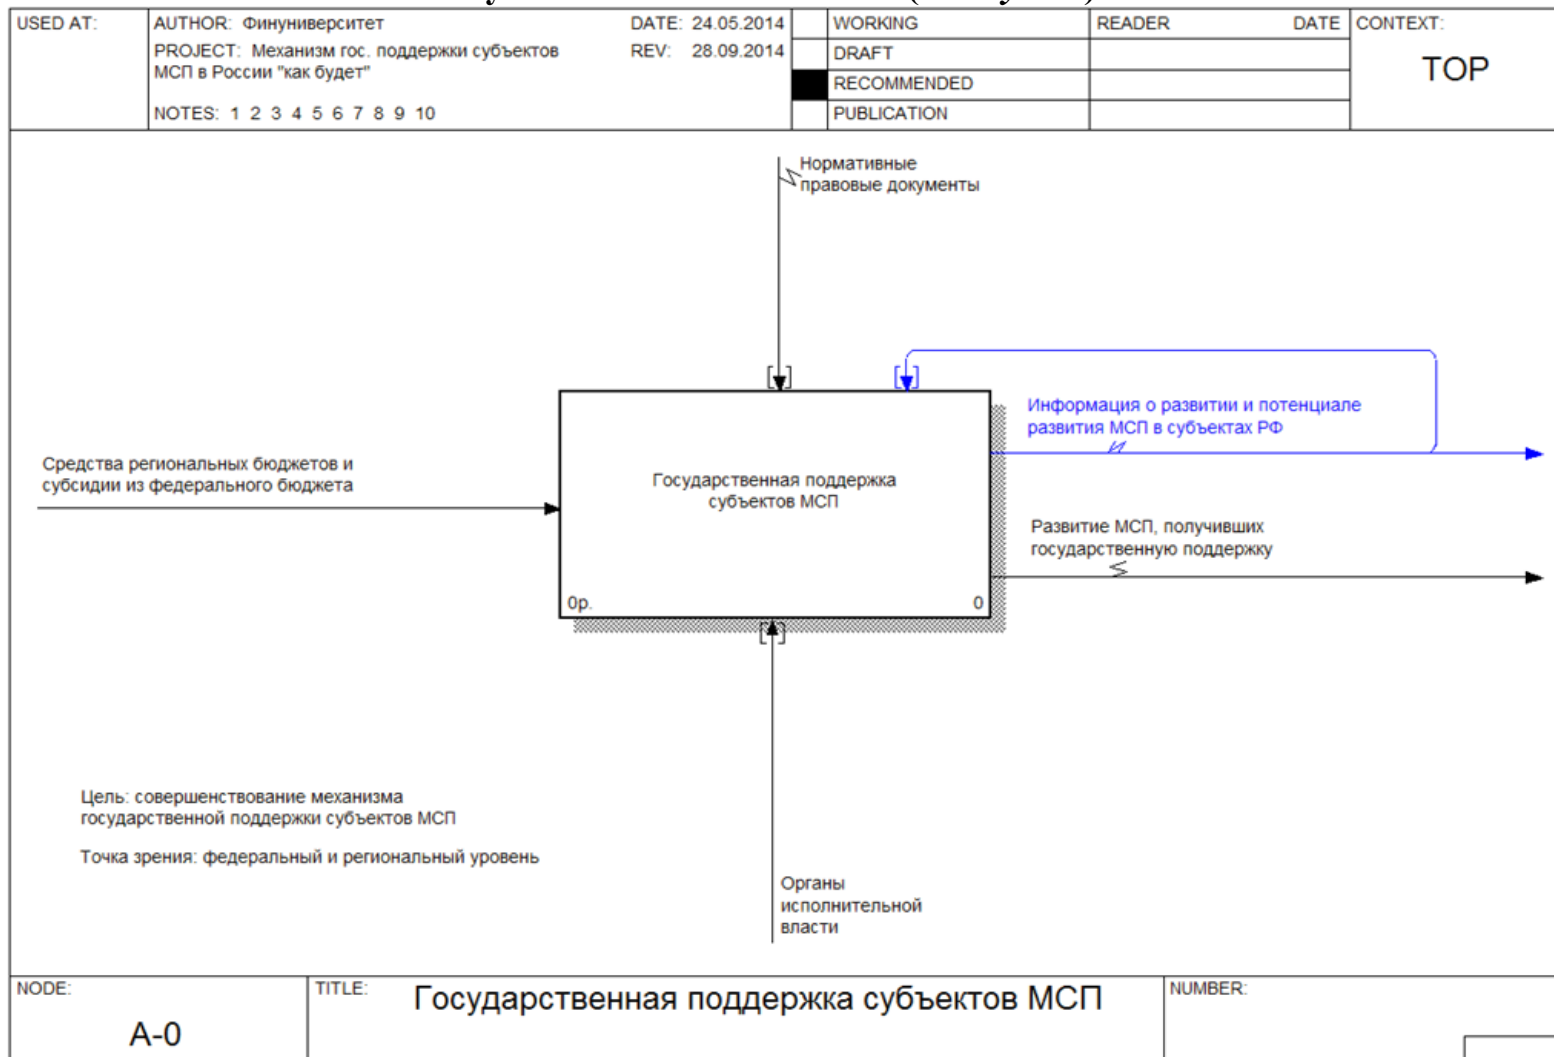 USED AT:
AUTHOR: Финуниверситет
DATE: 24.05.2014
PROJECT: Механизм гос. поддержки субъектов
МСП в России "как будет"
REV: 28.09.2014
NOTES: 1 2 3 4 5 6 7 8 9 10
WORKING
DRAFT
RECOMMENDED
PUBLICATION
READER DATE
CONTEXT:
TOP
Нормативные
правовые документы
Информация о развитии и потенциале
развития МСП в субъектах РФ
Средства региональных бюджетов и
субсидии из федерального бюджета
Государственная поддержка
субъектов МСП
0р.
0
Развитие МСП, получивших
государственную поддержку
Цель: совершенствование механизма
государственной поддержки субъектов МСП
Точка зрения: федеральный и региональный уровень
Органы
исполнительной
власти
NODE:
A-0
TITLE:
Государственная поддержка субъектов МСП
NUMBER: